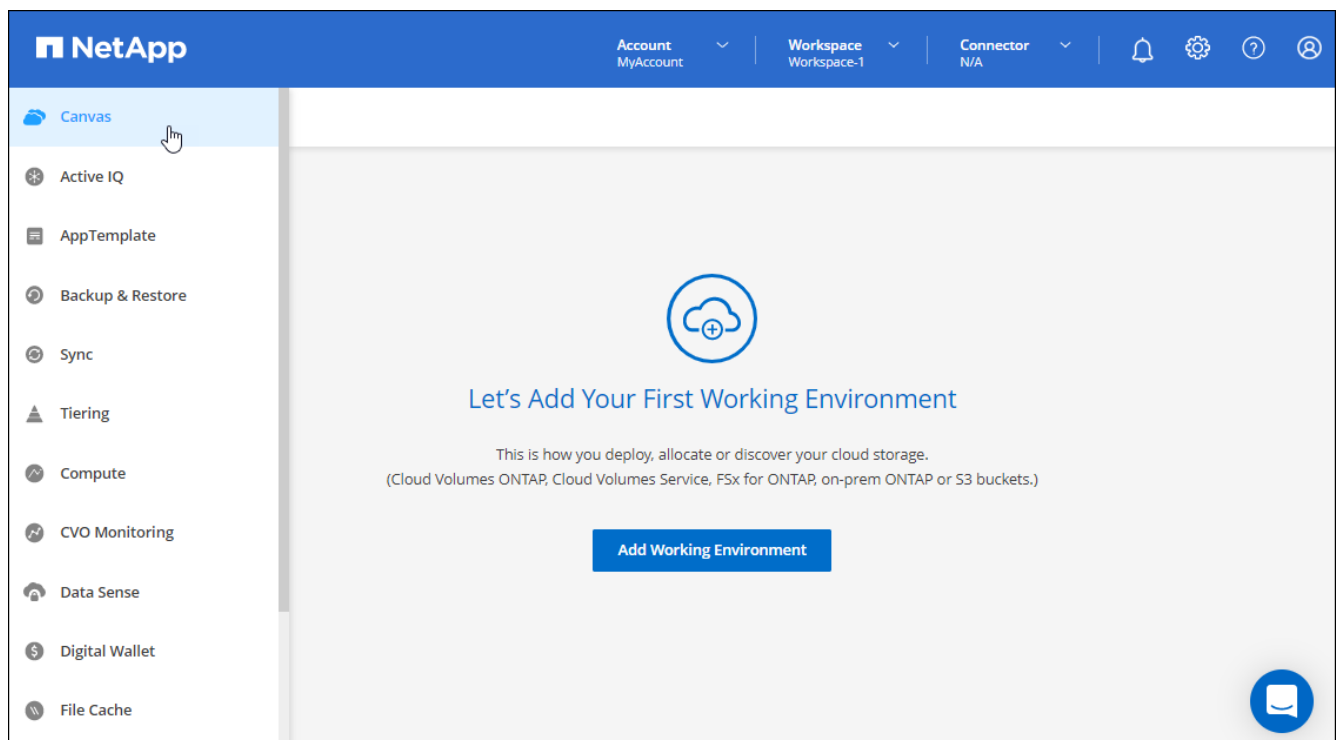 NetApp
Account
MyAccount
Workspace
Workspace-1
Connector
N/A
Canvas
Active IQ
AppTemplate
Backup & Restore
Sync
Tiering
Compute
CVO Monitoring
Data Sense
Digital Wallet
File Cache
Let's Add Your First Working Environment
This is how you deploy, allocate or discover your cloud storage.
(Cloud Volumes ONTAP, Cloud Volumes Service, FSx for ONTAP, on-prem ONTAP or S3 buckets.)
Add Working Environment